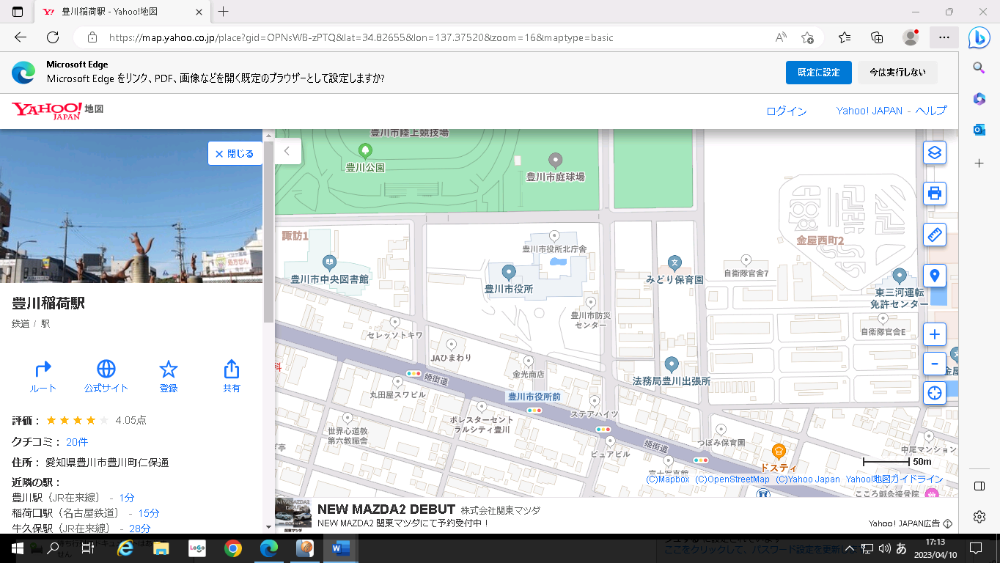 豊川稲荷駅 - Yahoo!地図
https://map.yahoo.co.jp/place?gid=OPNsWB-zPTQ&lat=34.82655&lon=137.37520&zoom=16&maptype=basic
Microsoft Edge
Microsoft Edge をリンク、PDF、画像などを開く既定のブラウザーとして設定しますか?
既定に設定
今は実行しない
YAHOO! JAPAN 地図
ログイン
Yahoo! JAPAN - ヘルプ
閉じる
処方せん
豊川稲荷駅
鉄道 / 駅
ルート
公式サイト
登録
共有
評価： 4.05点
クチコミ： 20件
住所： 愛知県豊川市豊川町仁保通
近隣の駅：
豊川駅（JR在来線） - 1分
稲荷口駅（名古屋鉄道） - 15分
牛久保駅（JR在来線） - 28分
豊川市陸上競技場
豊川公園
豊川市庭球場
諏訪1
豊川市中央図書館
豊川市役所北庁舎
豊川市役所
みどり保育園
自衛隊官舎7
金屋西町2
東三河運転
免許センター
豊川市防災
センター
セレッソトキワ
自衛隊官舎E
JAひまわり
科
金光商店
法務局豊川出張所
姫街道
丸田屋スワビル
豊川市役所前
ステアハイツ
ポレスターセント
ラルシティ豊川
世界心道教
第六教職舎
つぼみ保育園
姫街道
ピュアビル
中尾マンション
富士写真館
ドスティ
50m
(C)Mapbox (C)OpenStreetMap (C)Yahoo Japan Yahoo!地図ガイドライン
こころ鍼灸接骨院
NEW MAZDA2 DEBUT 株式会社関東マツダ
NEW MAZDA2 関東マツダにて予約受付中！
関東マツダ
Yahoo! JAPAN広告
LoGo
あ
17:13
2023/04/10
ここをクリックして、パスワード設定を更新し